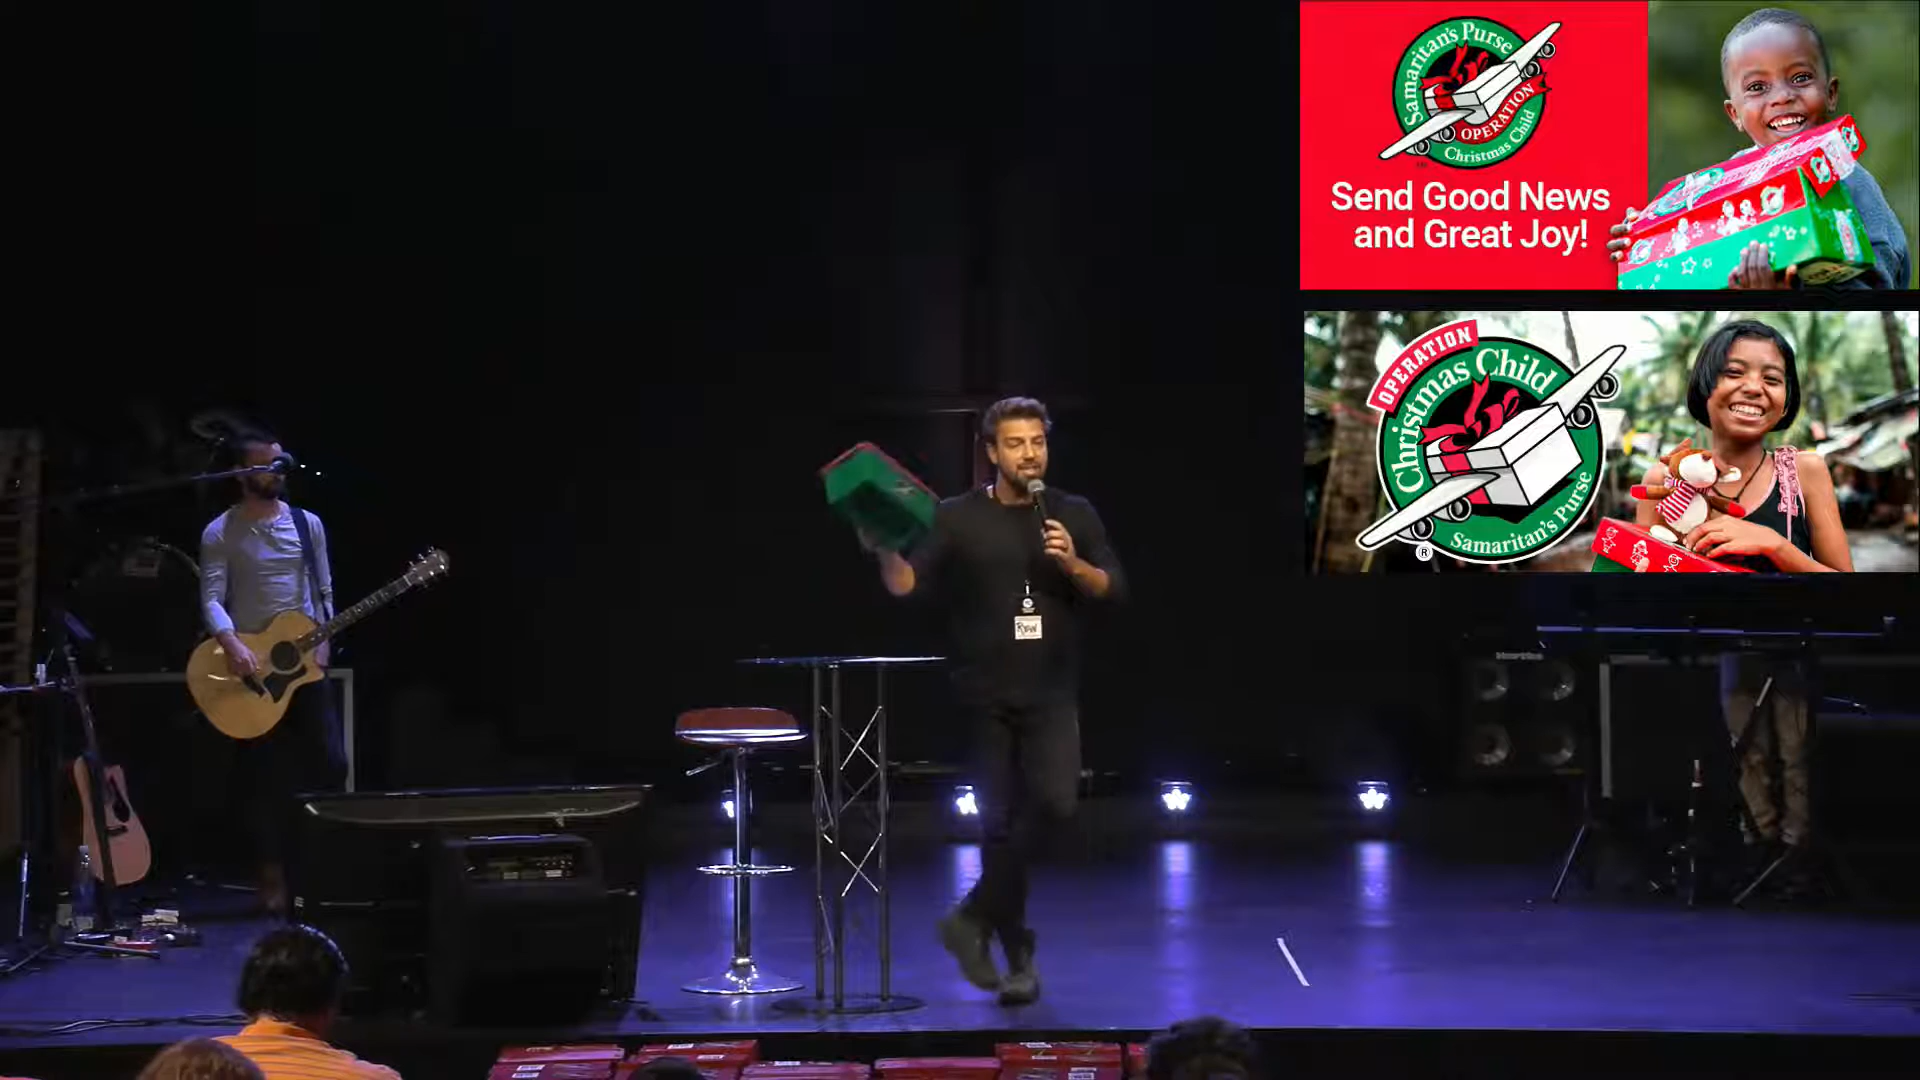 Samaritan's Purse
OPERATION
Christmas Child
Send Good News
and Great Joy!
OPERATION
Christmas Child
Samaritan's Purse
®